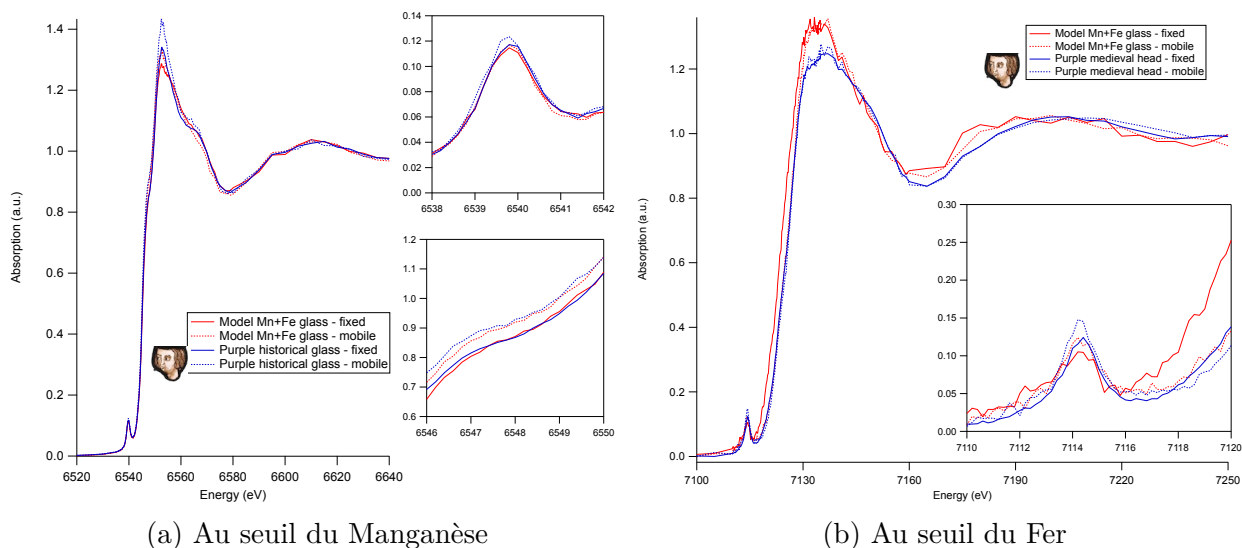 1.4
1.2
1.0
0.8
0.6
0.4
0.2
0.0
Absorption (a.u.)
6520 6540 6560 6580 6600 6620 6640
Energy (eV)
Model Mn+Fe glass - fixed
Model Mn+Fe glass - mobile
Purple historical glass - fixed
Purple historical glass - mobile
0.14
0.12
0.10
0.08
0.06
0.04
0.02
0.00
6538 6539 6540 6541 6542
1.2
1.1
1.0
0.9
0.8
0.7
0.6
6546 6547 6548 6549 6550
(a) Au seuil du Manganèse
1.2
1.0
0.8
0.6
0.4
0.2
0.0
Absorption (a.u.)
7100 7130 7160 7190 7220 7250
Energy (eV)
Model Mn+Fe glass - fixed
Model Mn+Fe glass - mobile
Purple medieval head - fixed
Purple medieval head - mobile
0.30
0.25
0.20
0.15
0.10
0.05
0.00
7110 7112 7114 7116 7118 7120
(b) Au seuil du Fer